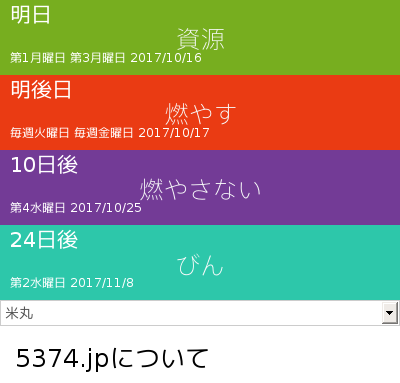 明日
資源
第1月曜日 第3月曜日 2017/10/16
明後日
燃やす
毎週火曜日 毎週金曜日 2017/10/17
10日後
燃やさない
第4水曜日 2017/10/25
24日後
びん
第2水曜日 2017/11/8
米丸
5374.jpについて